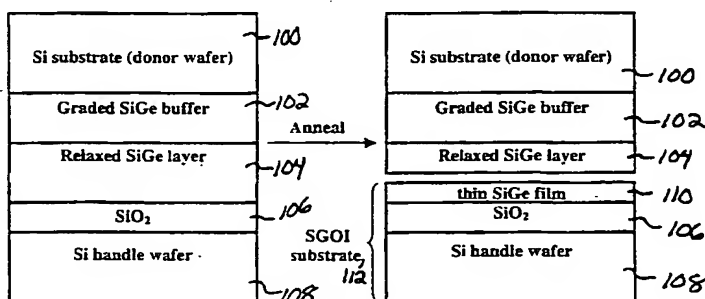 100
Si substrate (donor wafer)
Graded SiGe buffer
102
Relaxed SiGe layer
104
SiO₂
106
Si handle wafer
108
Anneal
Si substrate (donor wafer)
100
Graded SiGe buffer
102
Relaxed SiGe layer
104
thin SiGe film
110
SiO₂
106
SGOI
substrate,
112
Si handle wafer
108